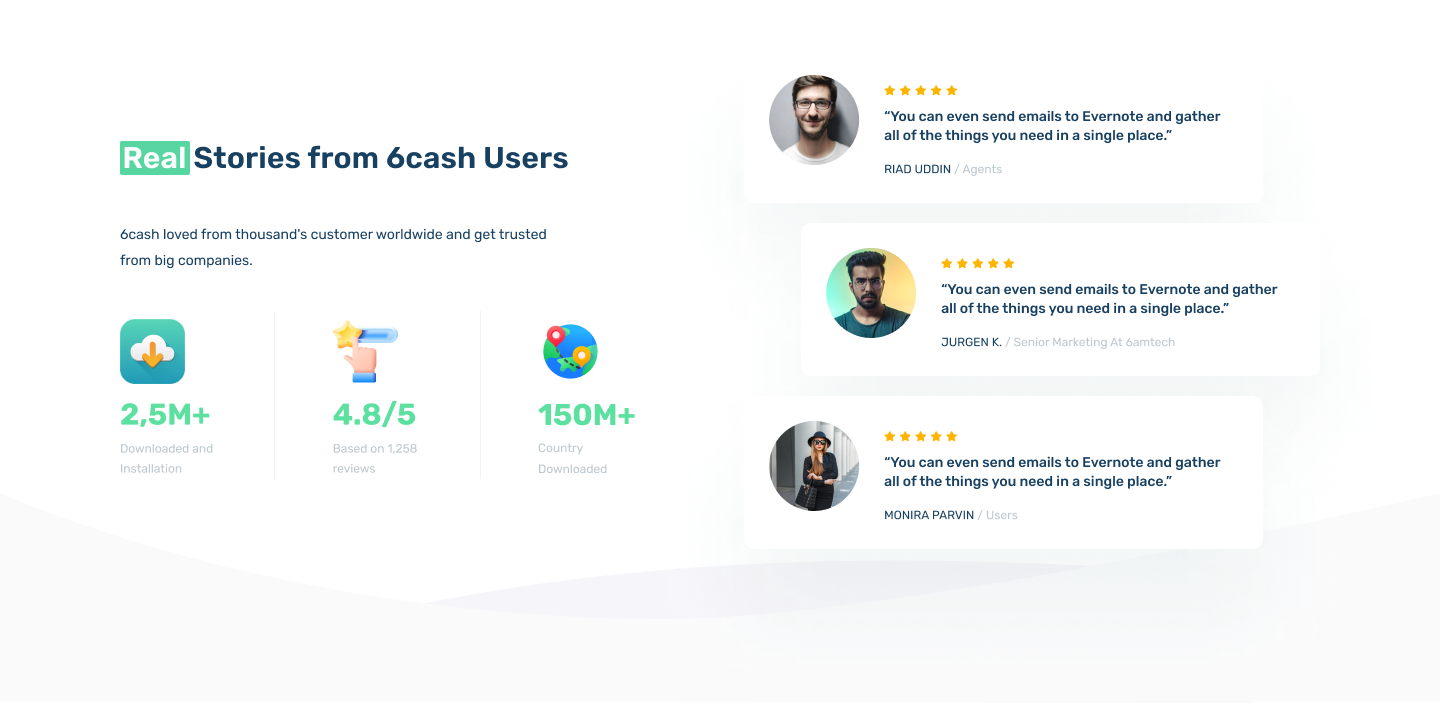 Real Stories from 6cash Users
6cash loved from thousand's customer worldwide and get trusted
from big companies.
2,5M+
Downloaded and
Installation
4.8/5
Based on 1,258
reviews
150M+
Country
Downloaded
“You can even send emails to Evernote and gather
all of the things you need in a single place.”
RIAD UDDIN / Agents
“You can even send emails to Evernote and gather
all of the things you need in a single place.”
JURGEN K. / Senior Marketing At 6amtech
“You can even send emails to Evernote and gather
all of the things you need in a single place.”
MONIRA PARVIN / Users